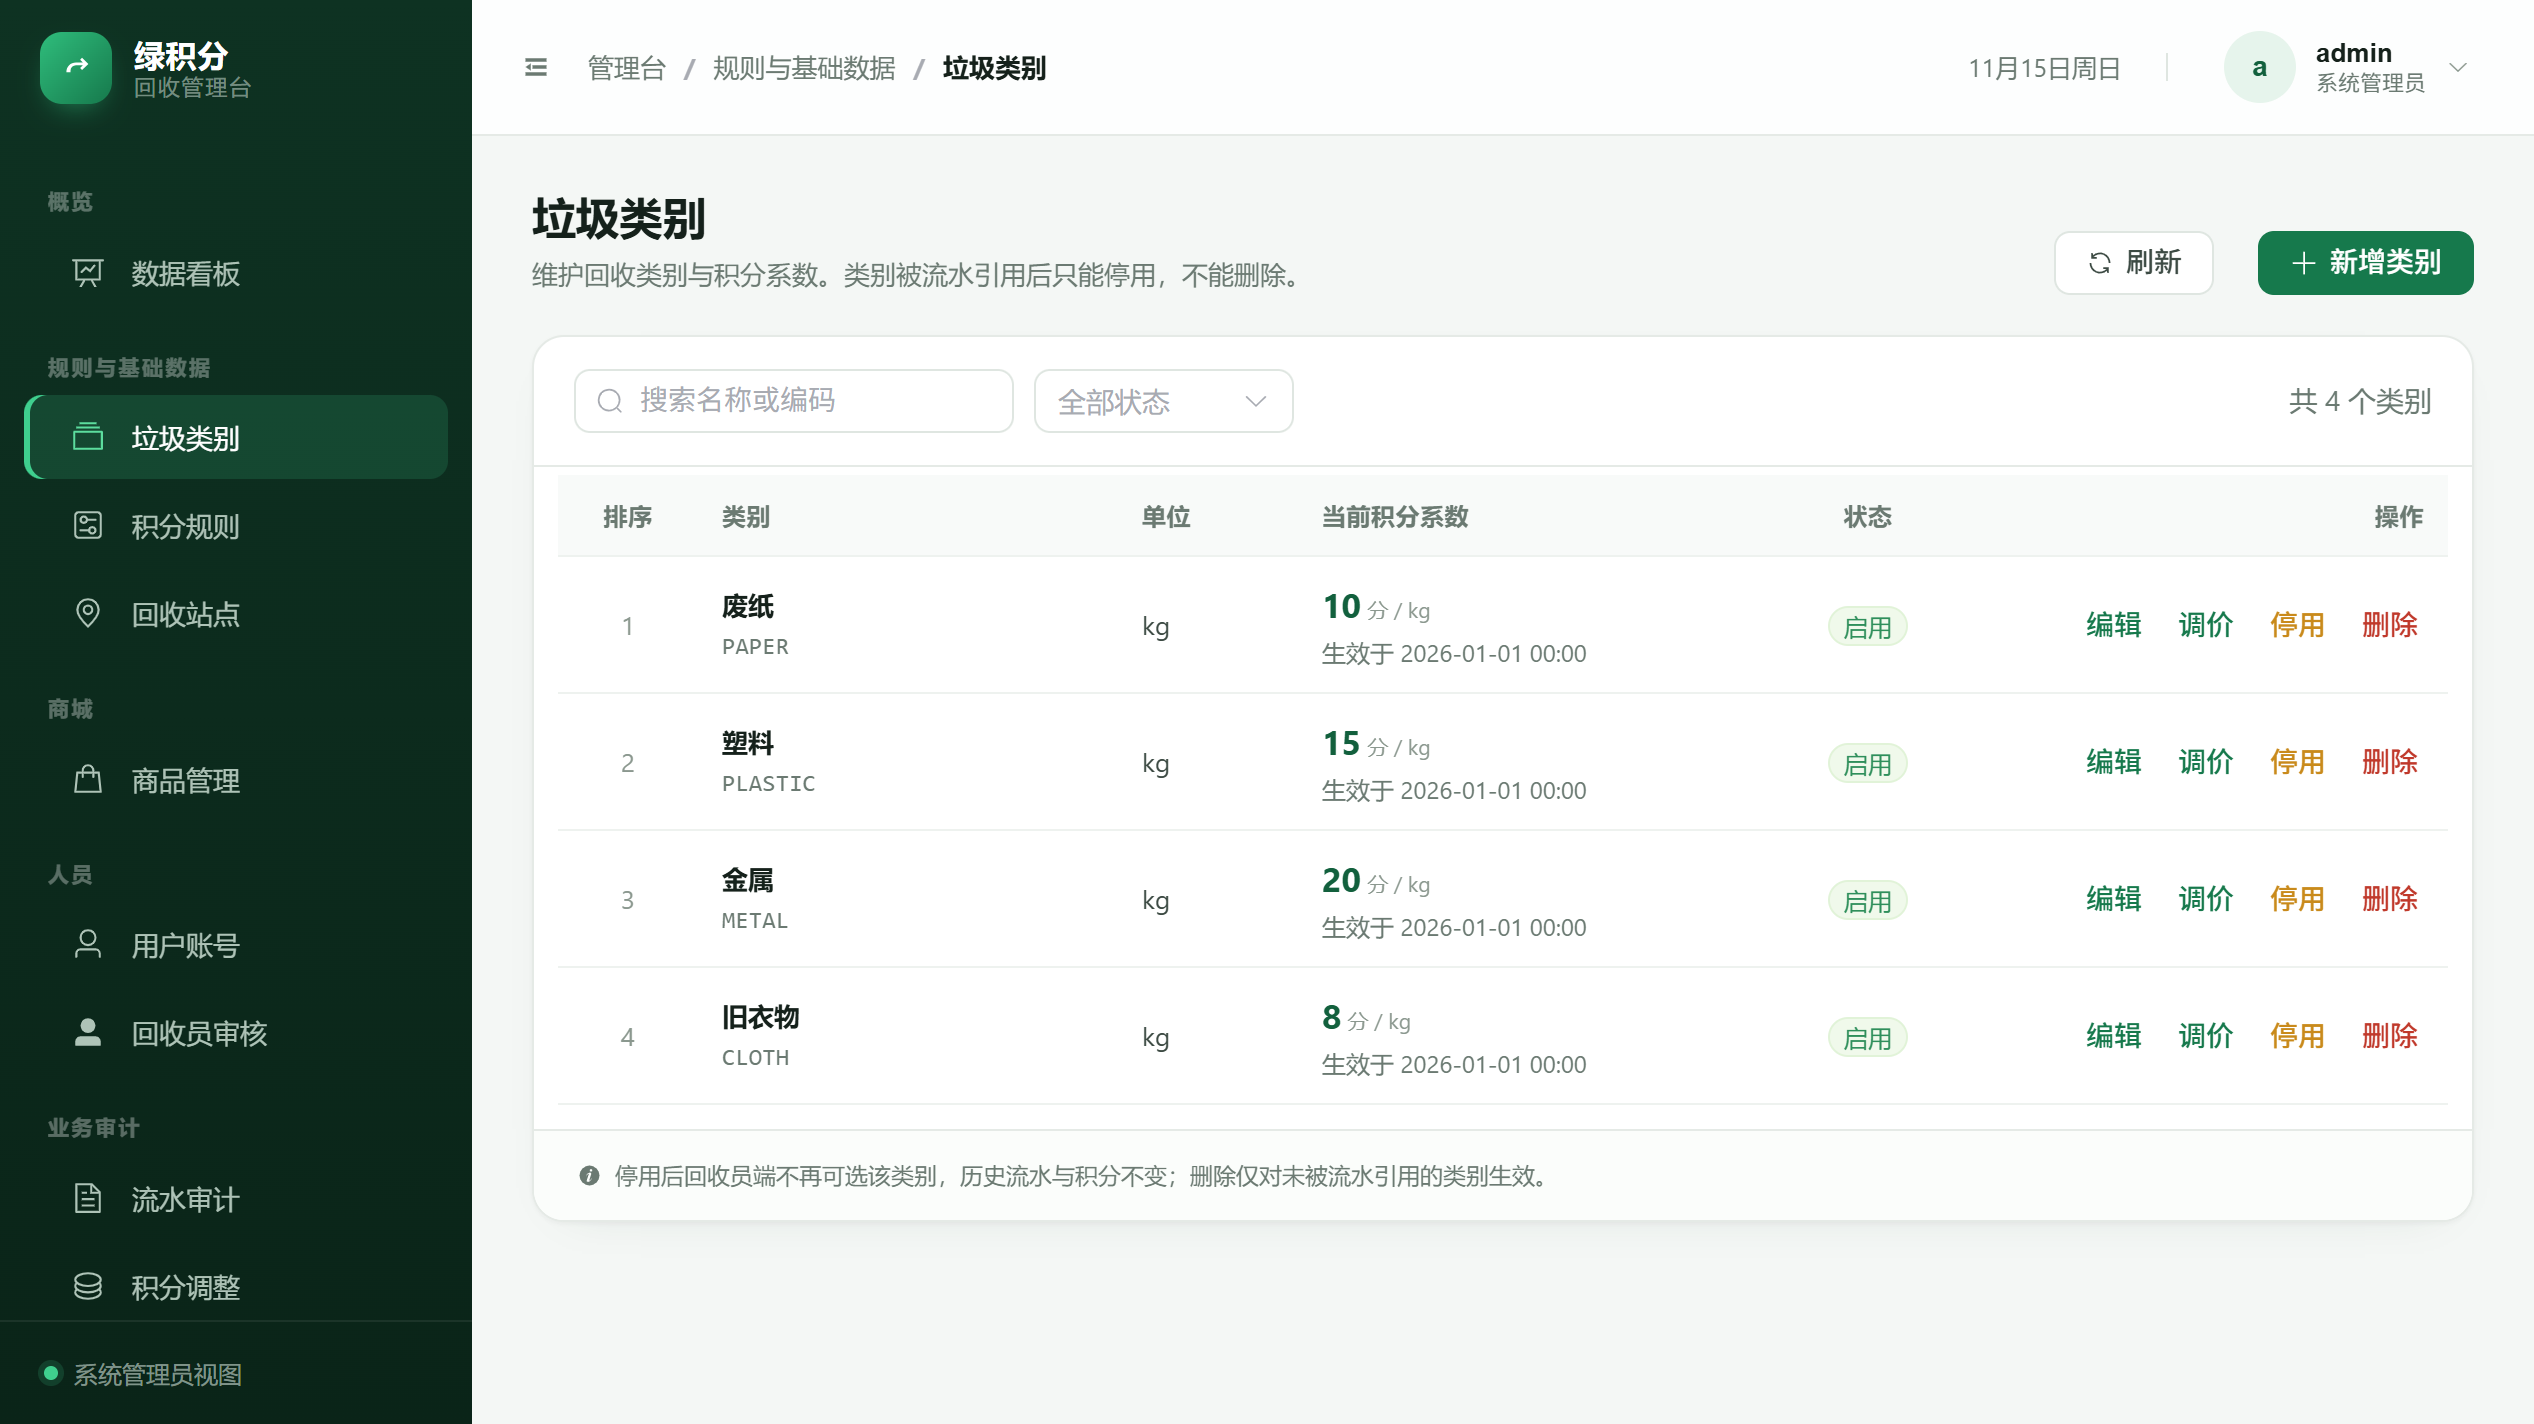 绿积分
回收管理台
概览
数据看板
规则与基础数据
垃圾类别
积分规则
回收站点
商城
商品管理
人员
用户账号
回收员审核
业务审计
流水审计
积分调整
系统管理员视图
管理台 / 规则与基础数据 / 垃圾类别
11月15日周日
a
admin
系统管理员
垃圾类别
维护回收类别与积分系数。类别被流水引用后只能停用，不能删除。
刷新
新增类别
搜索名称或编码
全部状态
共 4 个类别
排序 类别 单位 当前积分系数 状态 操作
1 废纸 PAPER kg 10 分 / kg 生效于 2026-01-01 00:00 启用 编辑 调价 停用 删除
2 塑料 PLASTIC kg 15 分 / kg 生效于 2026-01-01 00:00 启用 编辑 调价 停用 删除
3 金属 METAL kg 20 分 / kg 生效于 2026-01-01 00:00 启用 编辑 调价 停用 删除
4 旧衣物 CLOTH kg 8 分 / kg 生效于 2026-01-01 00:00 启用 编辑 调价 停用 删除
停用后回收员端不再可选该类别，历史流水与积分不变；删除仅对未被流水引用的类别生效。